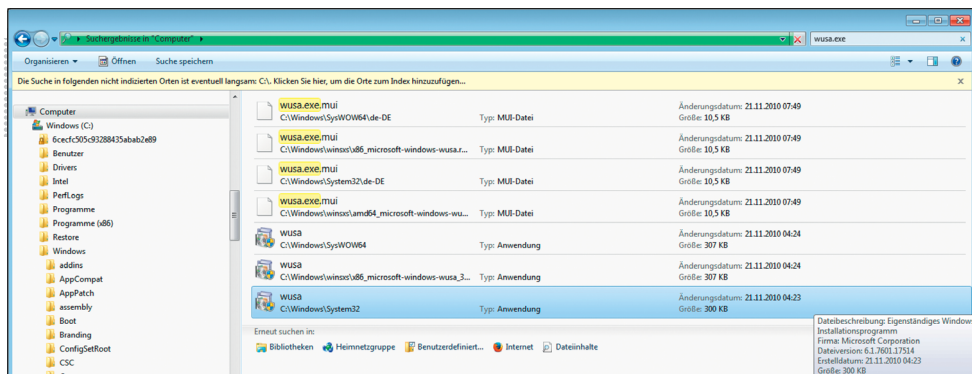 Suchergebnisse in "Computer"
wusa.exe
Organisieren
Öffnen
Suche speichern
Die Suche in folgenden nicht indizierten Orten ist eventuell langsam: C:\. Klicken Sie hier, um die Orte zum Index hinzuzufügen...
Computer
Windows (C:)
6cecfc505c93288435abab2e89
Benutzer
Drivers
Intel
PerfLogs
Programme
Programme (x86)
Restore
Windows
addins
AppCompat
AppPatch
assembly
Boot
Branding
ConfigSetRoot
CSC
wusa.exe.mui
C:\Windows\SysWOW64\de-DE
Typ: MUI-Datei
Änderungsdatum: 21.11.2010 07:49
Größe: 10,5 KB
wusa.exe.mui
C:\Windows\winsxs\x86_microsoft-windows-wusa.r...
Typ: MUI-Datei
Änderungsdatum: 21.11.2010 07:49
Größe: 10,5 KB
wusa.exe.mui
C:\Windows\System32\de-DE
Typ: MUI-Datei
Änderungsdatum: 21.11.2010 07:49
Größe: 10,5 KB
wusa.exe.mui
C:\Windows\winsxs\amd64_microsoft-windows-wu...
Typ: MUI-Datei
Änderungsdatum: 21.11.2010 07:49
Größe: 10,5 KB
wusa
C:\Windows\SysWOW64
Typ: Anwendung
Änderungsdatum: 21.11.2010 04:24
Größe: 307 KB
wusa
C:\Windows\winsxs\x86_microsoft-windows-wusa_3...
Typ: Anwendung
Änderungsdatum: 21.11.2010 04:24
Größe: 307 KB
wusa
C:\Windows\System32
Typ: Anwendung
Änderungsdatum: 21.11.2010 04:23
Größe: 300 KB
Erneut suchen in:
Bibliotheken
Heimnetzgruppe
Benutzerdefiniert...
Internet
Dateiinhalte
Dateibeschreibung: Eigenständiges Windows
Installationsprogramm
Firma: Microsoft Corporation
Dateiversion: 6.1.7601.17514
Erstelldatum: 21.11.2010 04:23
Größe: 300 KB